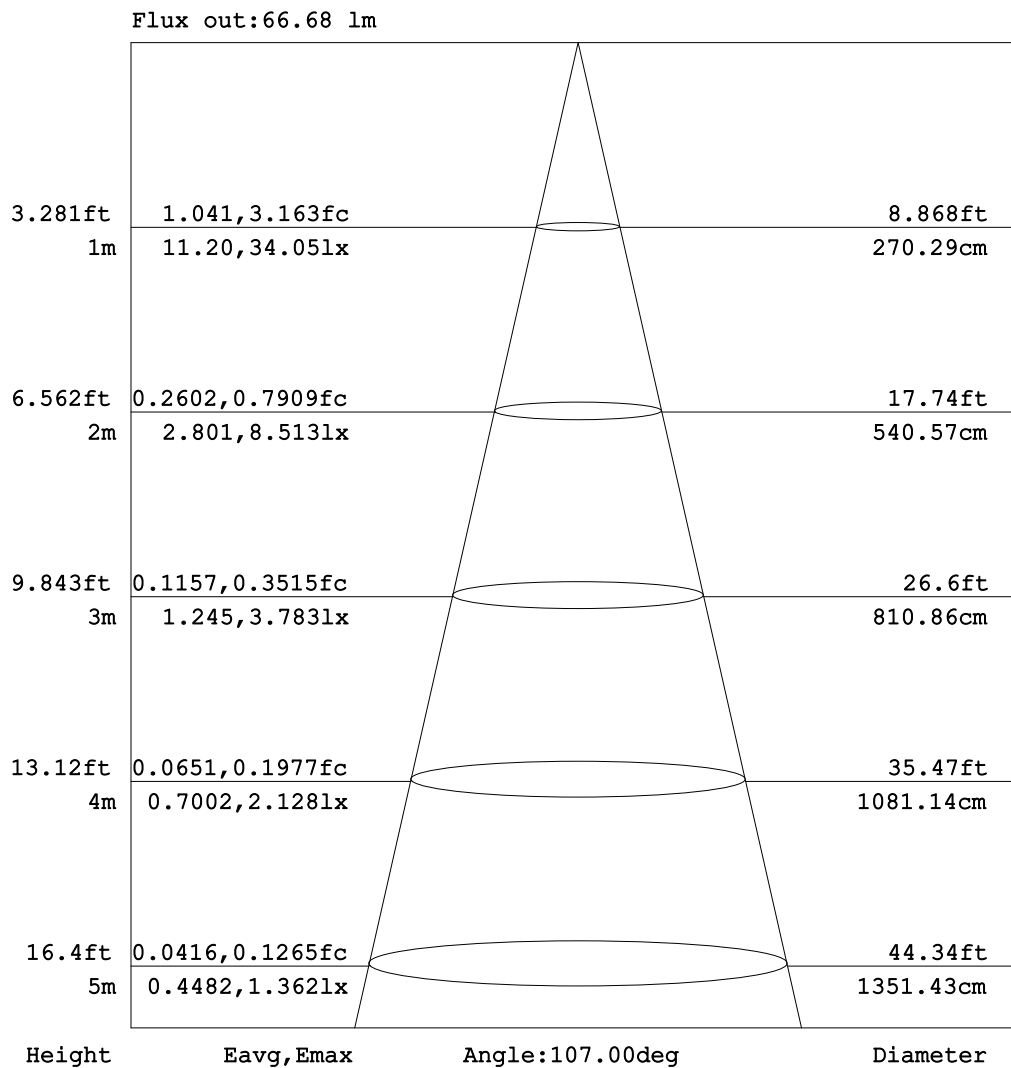 Flux out:66.68 lm
3.281ft 1.041,3.163fc 8.868ft
1m 11.20,34.05lx 270.29cm
6.562ft 0.2602,0.7909fc 17.74ft
2m 2.801,8.513lx 540.57cm
9.843ft 0.1157,0.3515fc 26.6ft
3m 1.245,3.783lx 810.86cm
13.12ft 0.0651,0.1977fc 35.47ft
4m 0.7002,2.128lx 1081.14cm
16.4ft 0.0416,0.1265fc 44.34ft
5m 0.4482,1.362lx 1351.43cm
Height Eavg,Emax Angle:107.00deg Diameter